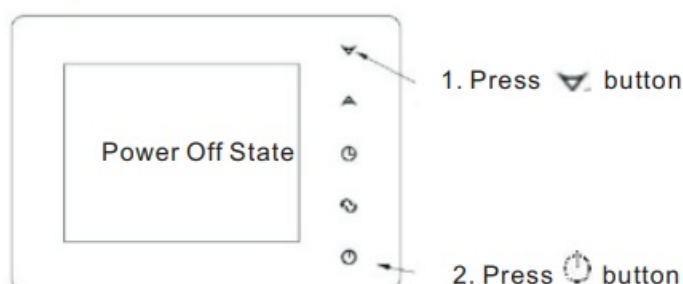 1. Press button
Power Off State
2. Press button